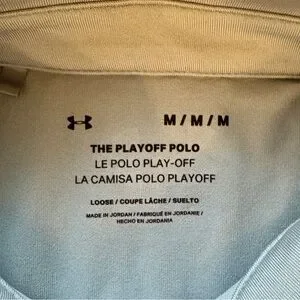 M / M / M
THE PLAYOFF POLO
LE POLO PLAY-OFF
LA CAMISA POLO PLAYOFF
LOOSE / COUPE LÂCHE / SUELTO
MADE IN JORDAN / FABRIQUÉ EN JORDANIE /
HECHO EN JORDANIA